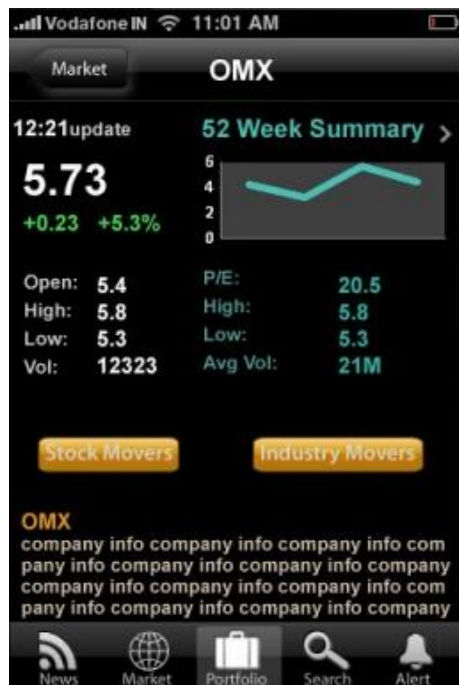 Vodafone IN 11:01 AM
Market OMX
12:21update
5.73
+0.23 +5.3%
52 Week Summary >
6
4
2
0
Open: 5.4
High: 5.8
Low: 5.3
Vol: 12323
P/E: 20.5
High: 5.8
Low: 5.3
Avg Vol: 21M
Stock Movers
Industry Movers
OMX
company info company info company info com
pany info company info company info company
company info company info company info com
pany info company info company info company
News Market Portfolio Search Alert